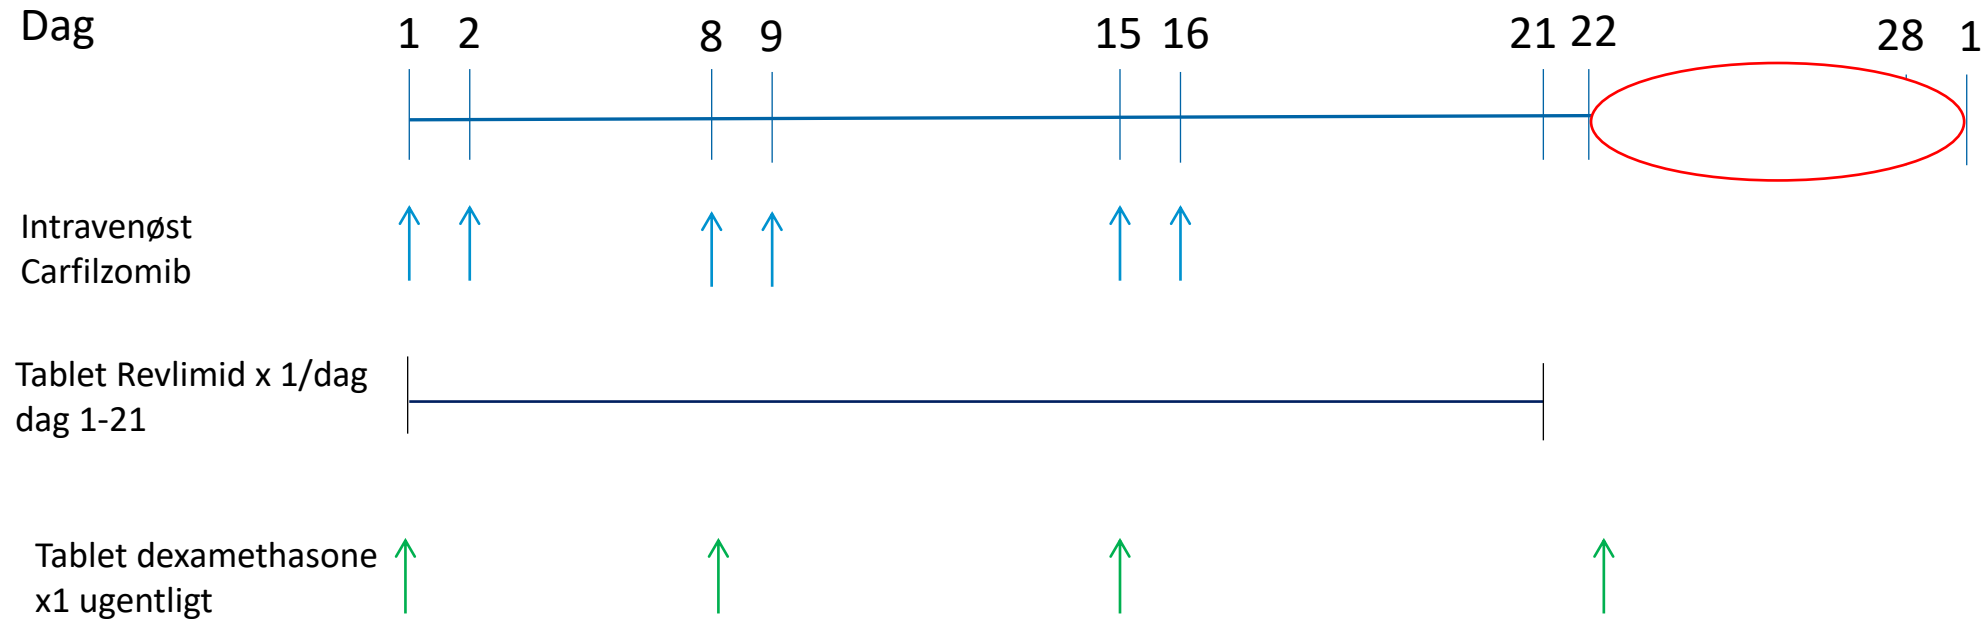 Dag 1 2 8 9 15 16 21 22 28 1
Intravenøst
Carfilzomib
Tablet Revlimid x 1/dag
dag 1-21
Tablet dexamethasone
x1 ugentligt